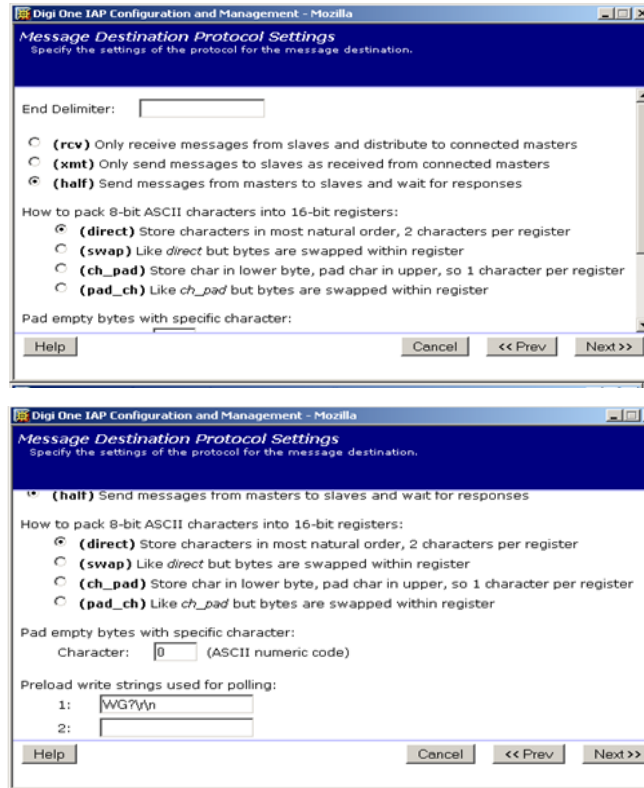 Digi One IAP Configuration and Management - Mozilla
Message Destination Protocol Settings
Specify the settings of the protocol for the message destination.
End Delimiter:
(rcv) Only receive messages from slaves and distribute to connected masters
(xmt) Only send messages to slaves as received from connected masters
(half) Send messages from masters to slaves and wait for responses
How to pack 8-bit ASCII characters into 16-bit registers:
(direct) Store characters in most natural order, 2 characters per register
(swap) Like direct but bytes are swapped within register
(ch_pad) Store char in lower byte, pad char in upper, so 1 character per register
(pad_ch) Like ch_pad but bytes are swapped within register
Pad empty bytes with specific character:
Help Cancel << Prev Next >>
Digi One IAP Configuration and Management - Mozilla
Message Destination Protocol Settings
Specify the settings of the protocol for the message destination.
(half) Send messages from masters to slaves and wait for responses
How to pack 8-bit ASCII characters into 16-bit registers:
(direct) Store characters in most natural order, 2 characters per register
(swap) Like direct but bytes are swapped within register
(ch_pad) Store char in lower byte, pad char in upper, so 1 character per register
(pad_ch) Like ch_pad but bytes are swapped within register
Pad empty bytes with specific character:
Character: 0 (ASCII numeric code)
Preload write strings used for polling:
1: WG?\r\n
2:
Help Cancel << Prev Next >>